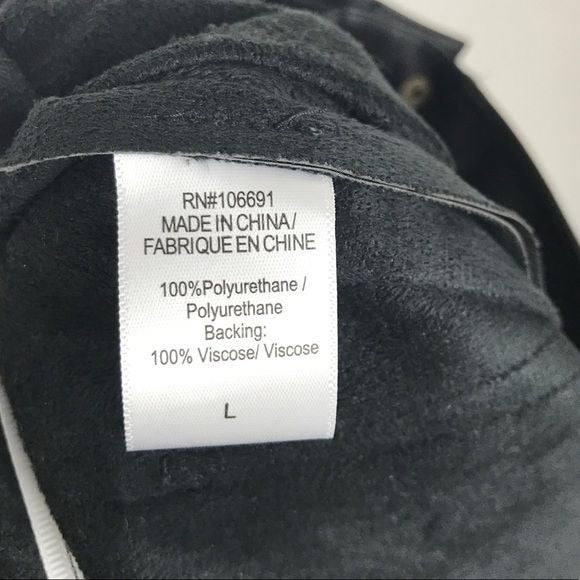 RN#106691
MADE IN CHINA/
FABRIQUE EN CHINE
100%Polyurethane /
Polyurethane
Backing:
100% Viscose/ Viscose
L